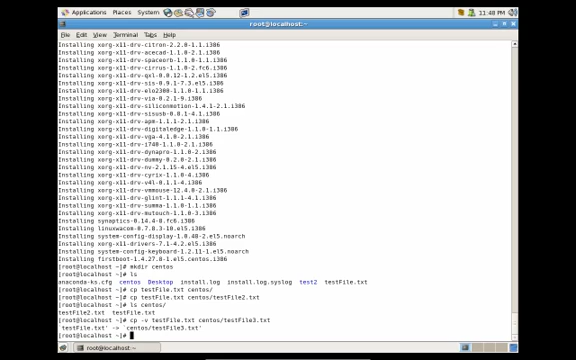 Applications Places System
11:48 PM
root@localhost:~
File Edit View Terminal Tabs Help
Installing xorg-x11-drv-citron-2.2.0-1.1.i386
Installing xorg-x11-drv-acecad-1.1.0-2.1.i386
Installing xorg-x11-drv-spaceorb-1.1.0-1.1.i386
Installing xorg-x11-drv-cirrus-1.1.0-2.fc6.i386
Installing xorg-x11-drv-qxl-0.0.12-1.2.el5.i386
Installing xorg-x11-drv-sis-0.9.1-7.3.el5.i386
Installing xorg-x11-drv-elo2300-1.1.0-1.1.i386
Installing xorg-x11-drv-via-0.2.1-9.i386
Installing xorg-x11-drv-siliconmotion-1.4.1-2.1.i386
Installing xorg-x11-drv-sisusb-0.8.1-4.1.i386
Installing xorg-x11-drv-apm-1.1.1-2.1.i386
Installing xorg-x11-drv-digitaledge-1.1.0-1.1.i386
Installing xorg-x11-drv-vga-4.1.0-2.1.i386
Installing xorg-x11-drv-i740-1.1.0-2.1.i386
Installing xorg-x11-drv-dynapro-1.1.0-2.i386
Installing xorg-x11-drv-dummy-0.2.0-2.1.i386
Installing xorg-x11-drv-nv-2.1.15-4.el5.i386
Installing xorg-x11-drv-cyrix-1.1.0-4.i386
Installing xorg-x11-drv-v4l-0.1.1-4.i386
Installing xorg-x11-drv-vmmouse-12.4.0-2.1.i386
Installing xorg-x11-drv-glint-1.1.1-4.1.i386
Installing xorg-x11-drv-summa-1.1.0-1.1.i386
Installing xorg-x11-drv-mutouch-1.1.0-3.i386
Installing synaptics-0.14.4-8.fc6.i386
Installing linuxwacom-0.7.8.3-10.el5.i386
Installing system-config-display-1.0.48-2.el5.noarch
Installing xorg-x11-drivers-7.1-4.2.el5.i386
Installing system-config-keyboard-1.2.11-1.el5.noarch
Installing firstboot-1.4.27.8-1.el5.centos.i386
[root@localhost ~]# mkdir centos
[root@localhost ~]# ls
anaconda-ks.cfg centos Desktop install.log install.log.syslog test2 testFile.txt
[root@localhost ~]# cp testFile.txt centos/
[root@localhost ~]# cp testFile.txt centos/testFile2.txt
[root@localhost ~]# ls centos/
testFile2.txt testFile.txt
[root@localhost ~]# cp -v testFile.txt centos/testFile3.txt
`testFile.txt' -> `centos/testFile3.txt'
[root@localhost ~]#
root@localhost:~